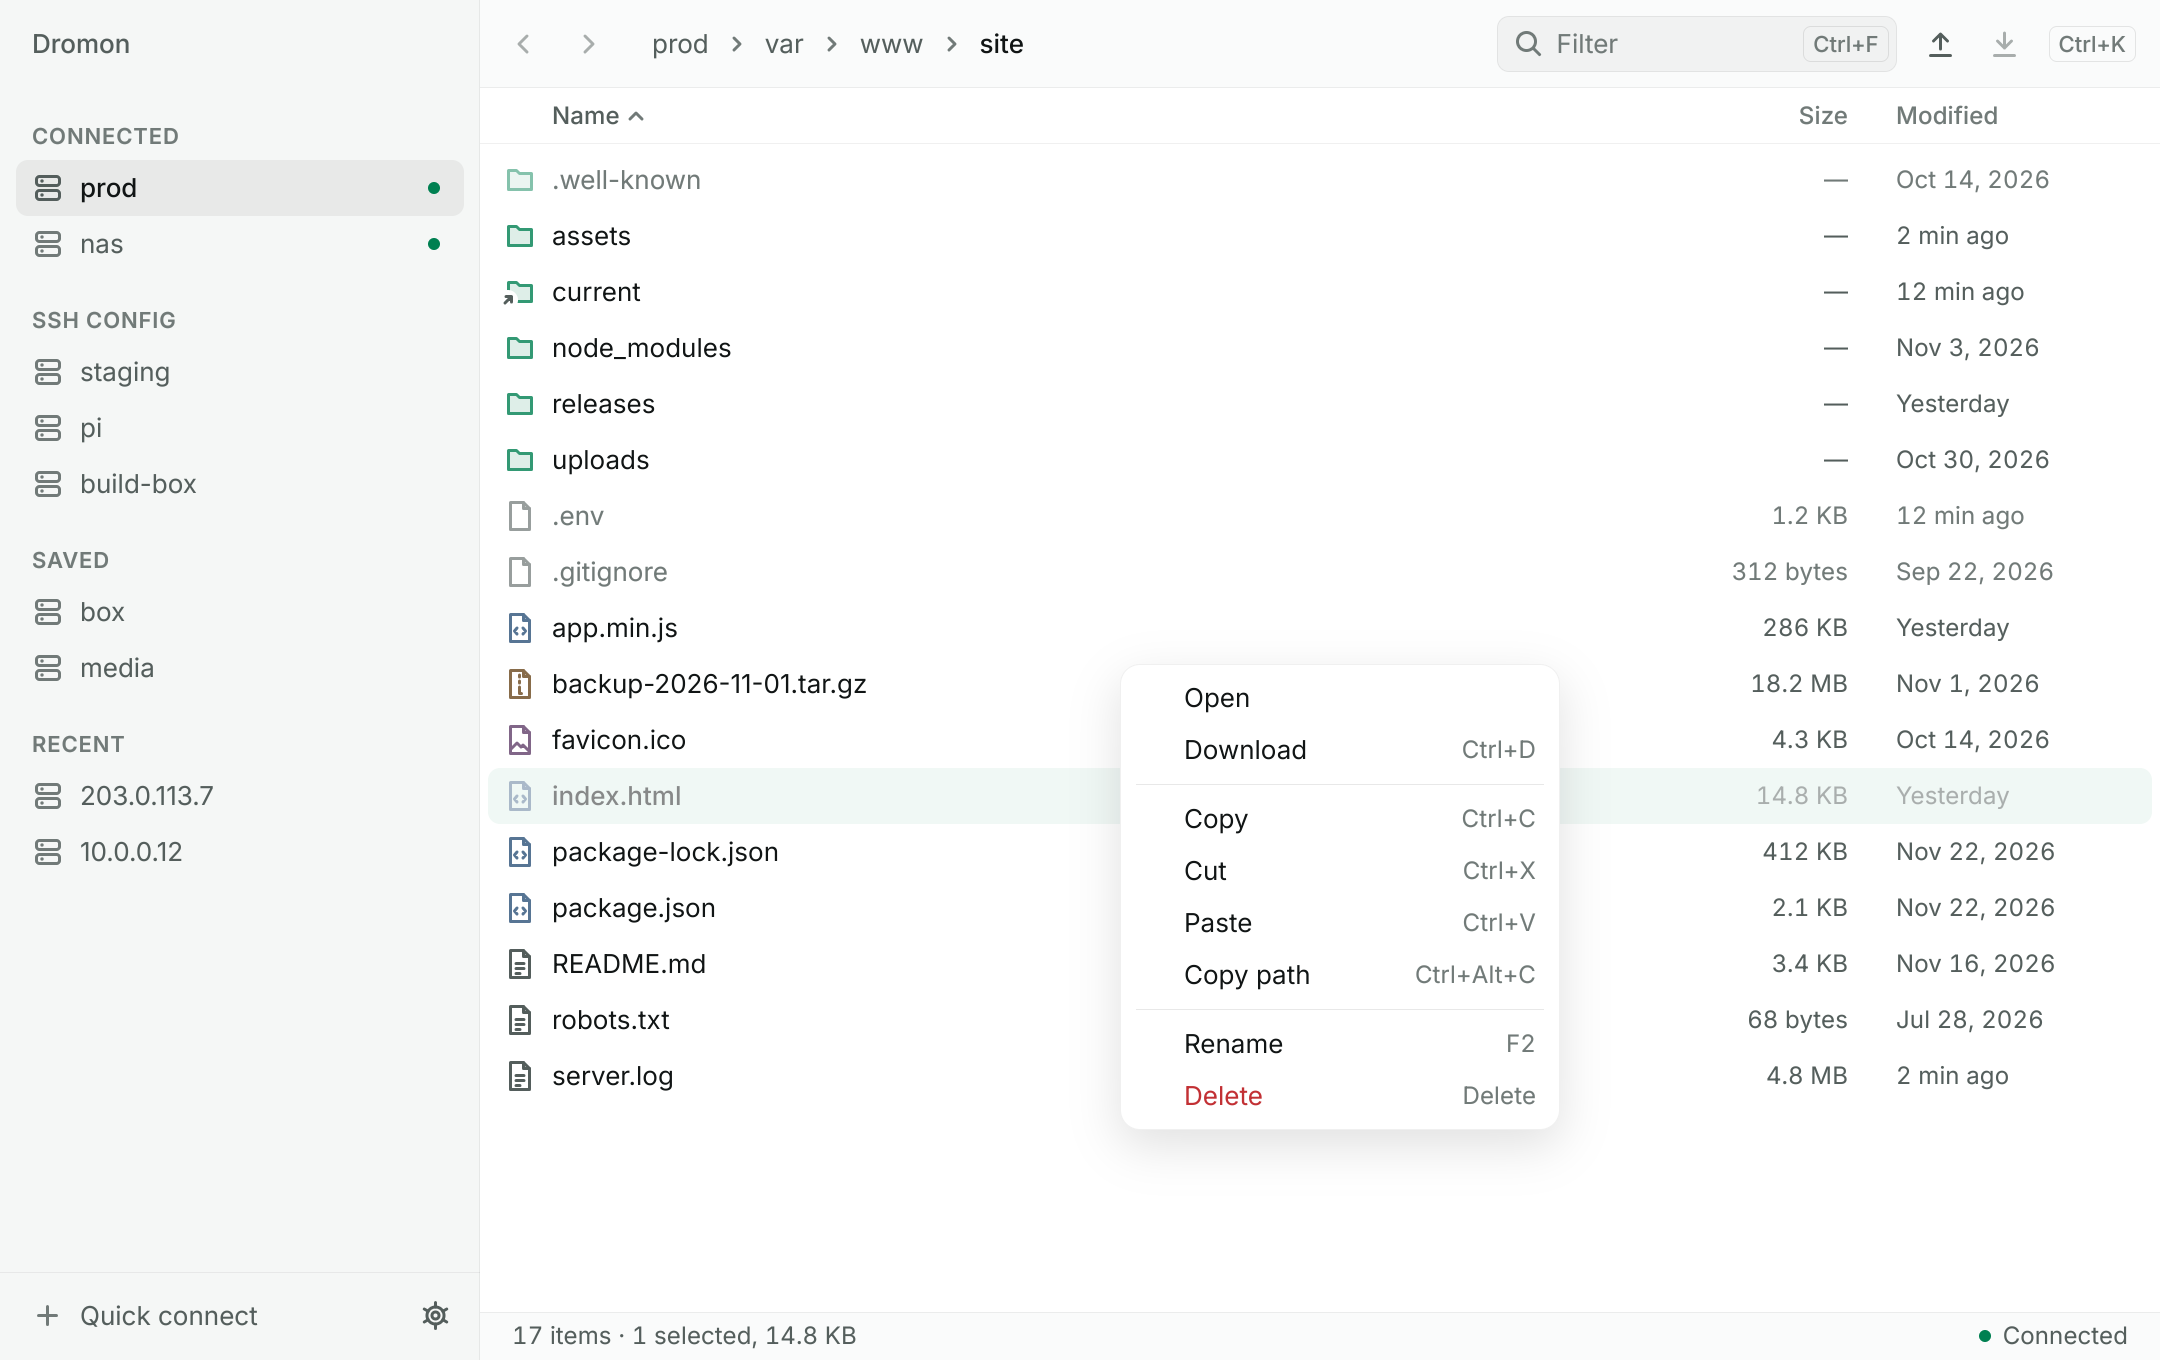 Dromon
CONNECTED
prod
nas
SSH CONFIG
staging
pi
build-box
SAVED
box
media
RECENT
203.0.113.7
10.0.0.12
Quick connect
prod > var > www > site
Filter Ctrl+F
Ctrl+K
Name Size Modified
.well-known — Oct 14, 2026
assets — 2 min ago
current — 12 min ago
node_modules — Nov 3, 2026
releases — Yesterday
uploads — Oct 30, 2026
.env 1.2 KB 12 min ago
.gitignore 312 bytes Sep 22, 2026
app.min.js 286 KB Yesterday
backup-2026-11-01.tar.gz 18.2 MB Nov 1, 2026
favicon.ico 4.3 KB Oct 14, 2026
index.html 14.8 KB Yesterday
package-lock.json 412 KB Nov 22, 2026
package.json 2.1 KB Nov 22, 2026
README.md 3.4 KB Nov 16, 2026
robots.txt 68 bytes Jul 28, 2026
server.log 4.8 MB 2 min ago
Open
Download Ctrl+D
Copy Ctrl+C
Cut Ctrl+X
Paste Ctrl+V
Copy path Ctrl+Alt+C
Rename F2
Delete Delete
17 items · 1 selected, 14.8 KB
Connected